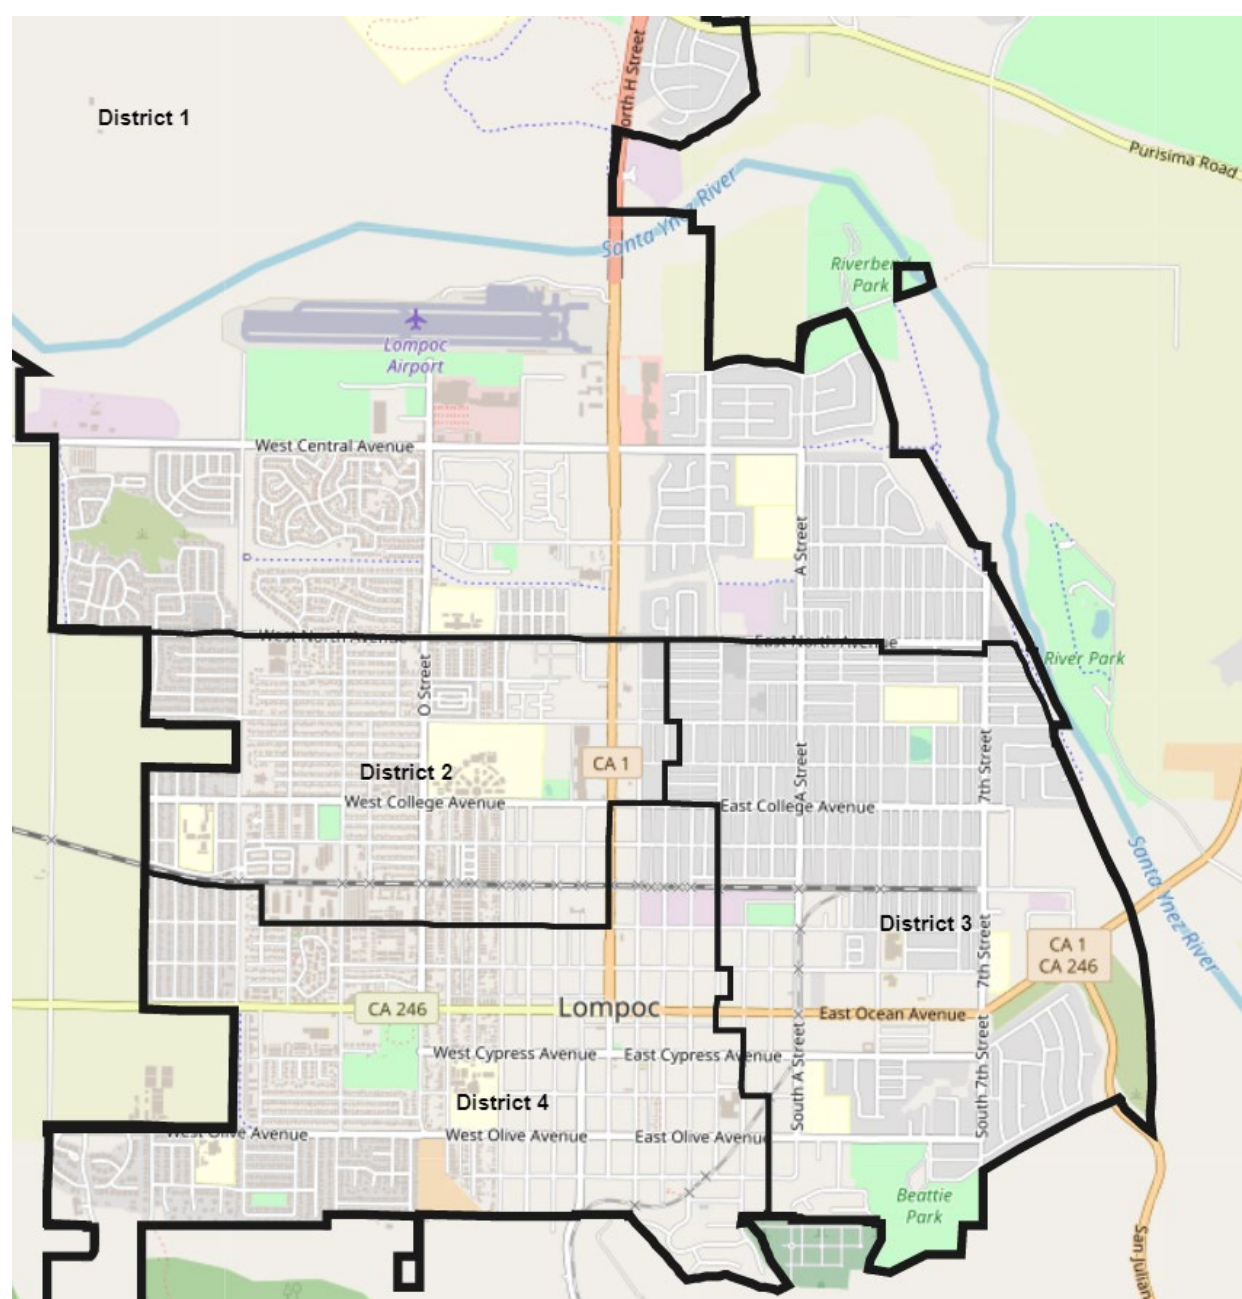 District 1
orth H Street
Purisima Road
Santa Ynez River
Riverben
Park
Lompoc
Airport
West Central Avenue
A Street
West North Avenue
East North Avenue
River Park
O Street
CA 1
District 2
A Street
7th Street
West College Avenue
East College Avenue
Santa Ynez River
District 3
7th Street
CA 1
CA 246
CA 246
Lompoc
East Ocean Avenue
West Cypress Avenue
East Cypress Avenue
South A Street
South 7th Street
District 4
West Olive Avenue
West Olive Avenue
East Olive Avenue
Beattie
Park
San Julian